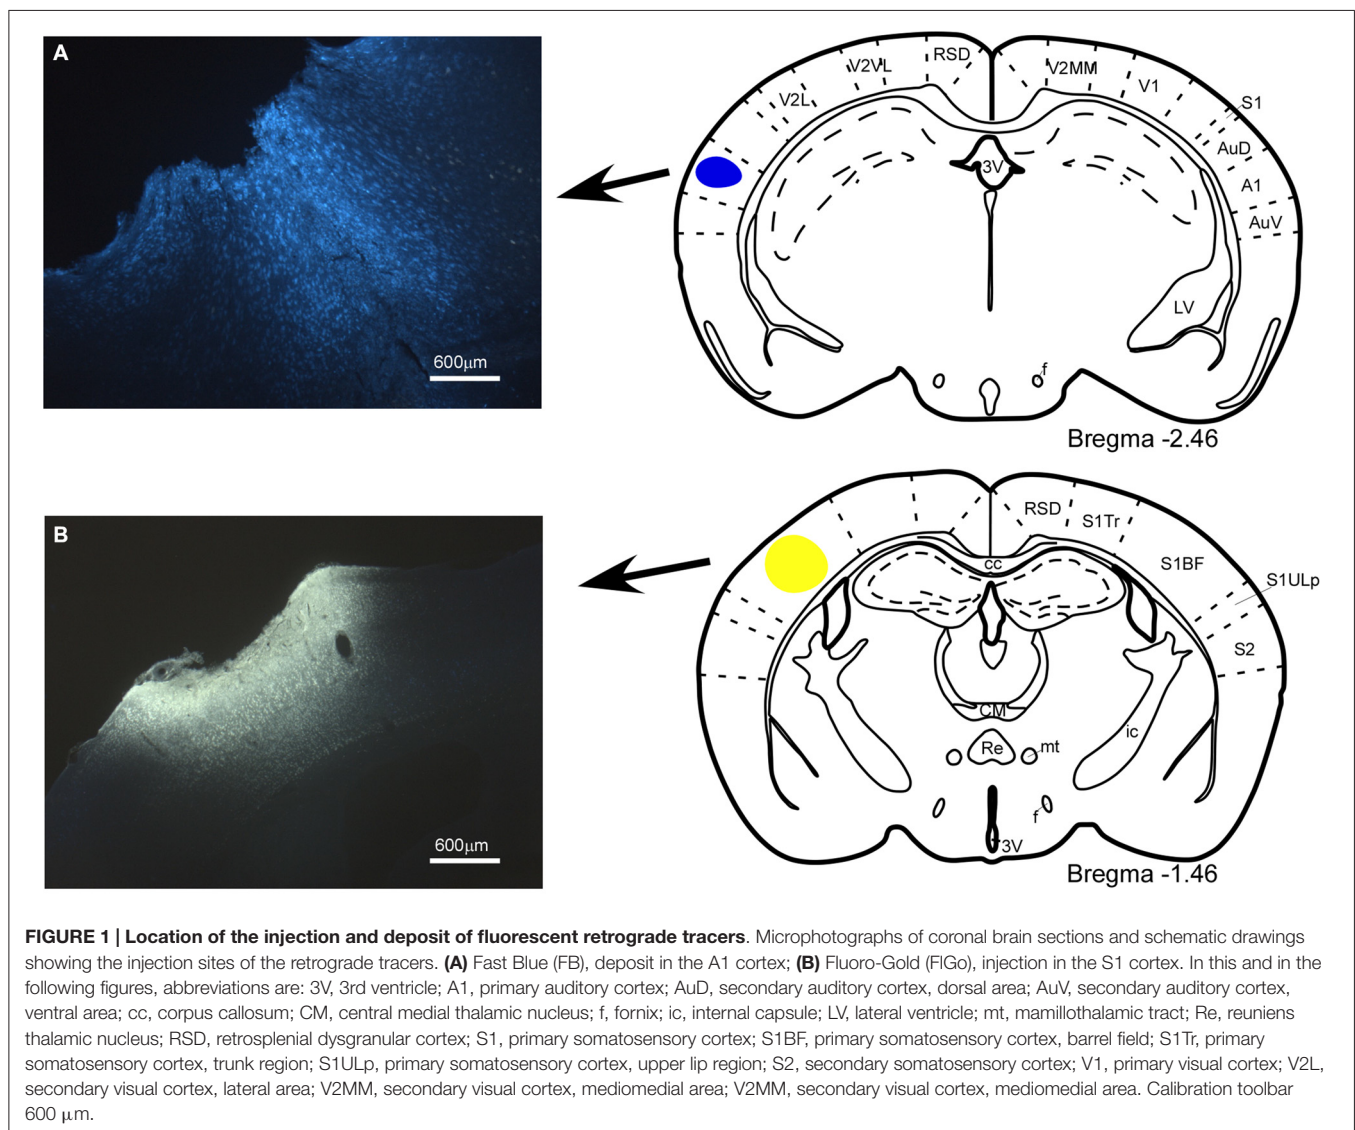 A
600µm
V2L
V2VL
RSD
V2MM
V1
S1
AuD
A1
AuV
3V
LV
f
Bregma -2.46
B
600µm
RSD
S1Tr
S1BF
S1ULp
S2
cc
CM
Re
mt
ic
f
3V
Bregma -1.46
FIGURE 1 | Location of the injection and deposit of fluorescent retrograde tracers. Microphotographs of coronal brain sections and schematic drawings
showing the injection sites of the retrograde tracers. (A) Fast Blue (FB), deposit in the A1 cortex; (B) Fluoro-Gold (FlGo), injection in the S1 cortex. In this and in the
following figures, abbreviations are: 3V, 3rd ventricle; A1, primary auditory cortex; AuD, secondary auditory cortex, dorsal area; AuV, secondary auditory cortex,
ventral area; cc, corpus callosum; CM, central medial thalamic nucleus; f, fornix; ic, internal capsule; LV, lateral ventricle; mt, mamillothalamic tract; Re, reuniens
thalamic nucleus; RSD, retrosplenial dysgranular cortex; S1, primary somatosensory cortex; S1BF, primary somatosensory cortex, barrel field; S1Tr, primary
somatosensory cortex, trunk region; S1ULp, primary somatosensory cortex, upper lip region; S2, secondary somatosensory cortex; V1, primary visual cortex; V2L,
secondary visual cortex, lateral area; V2MM, secondary visual cortex, mediomedial area; V2MM, secondary visual cortex, mediomedial area. Calibration toolbar
600 µm.